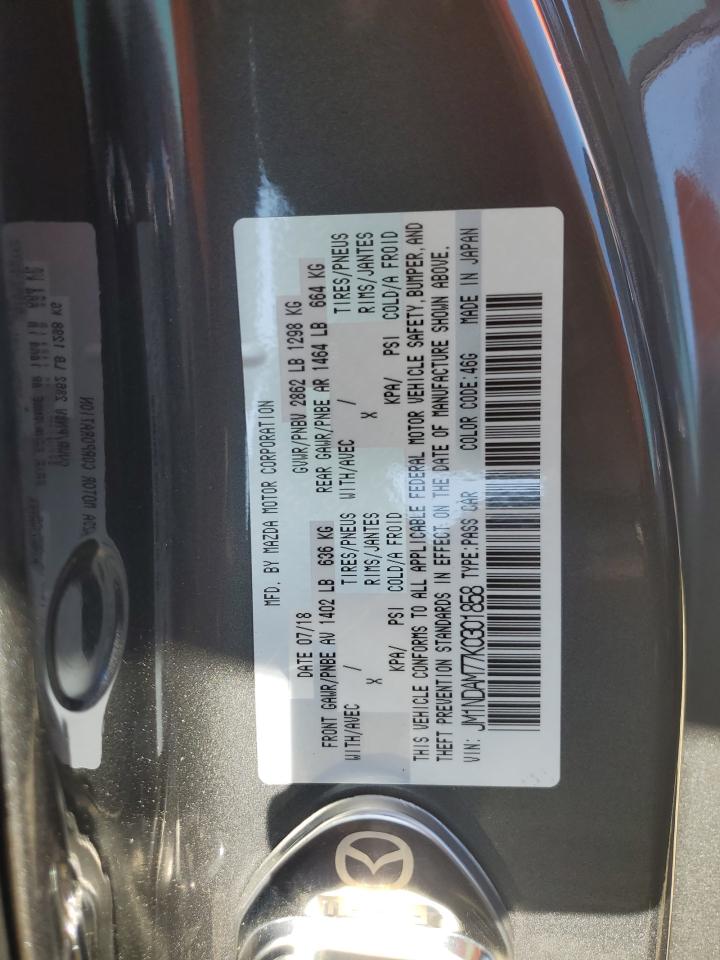 MFD. BY MAZDA MOTOR CORPORATION
DATE 07/18 GVWR/PNBV 2862 LB 1298 KG
FRONT GAWR/PNBE AV 1402 LB 636 KG REAR GAWR/PNBE AR 1464 LB 664 KG
WITH/AVEC / TIRES/PNEUS WITH/AVEC / TIRES/PNEUS
X RIMS/JANTES X RIMS/JANTES
KPA/ PSI COLD/A FROID KPA/ PSI COLD/A FROID
THIS VEHICLE CONFORMS TO ALL APPLICABLE FEDERAL MOTOR VEHICLE SAFETY,BUMPER,AND
THEFT PREVENTION STANDARDS IN EFFECT ON THE DATE OF MANUFACTURE SHOWN ABOVE.
VIN: JM1NDAM77K0301858 TYPE:PASS CAR COLOR CODE:46G MADE IN JAPAN